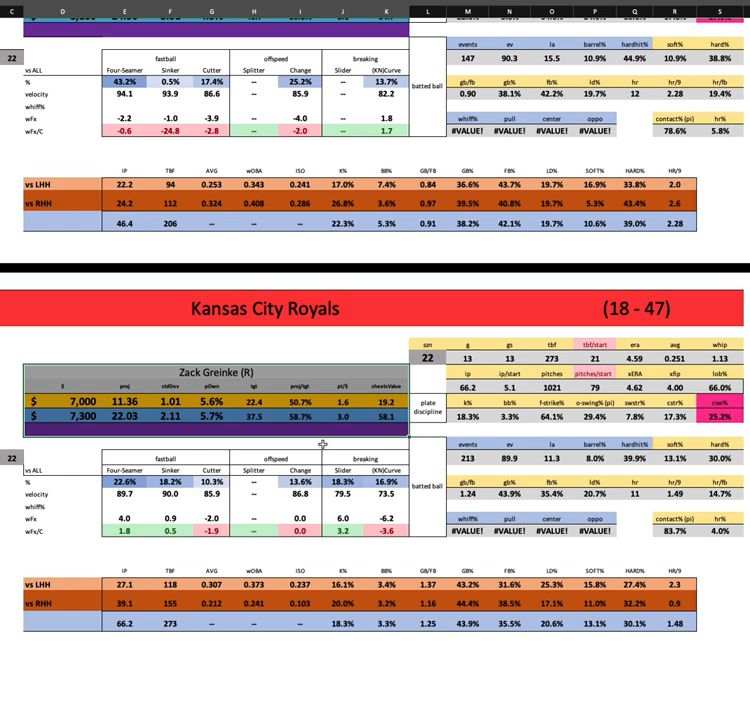 C D E F G H I J K L M N O P Q R S
events ev la barrel% hardhit% soft% hard%
22 fastball offspeed breaking 147 90.3 15.5 10.9% 44.9% 10.9% 38.8%
vs ALL Four-Seamer Sinker Cutter Splitter Change Slider (KN)Curve
% 43.2% 0.5% 17.4% -- 25.2% -- 13.7% batted ball gb/fb gb% fb% ld% hr hr/9 hr/fb
velocity 94.1 93.9 86.6 85.9 82.2 0.90 38.1% 42.2% 19.7% 12 2.28 19.4%
whiff%
wFx -2.2 -1.0 -3.9 -4.0 1.8 whiff% pull center oppo contact% (pi) hr%
wFx/C -0.6 -24.8 -2.8 -- -2.0 -- 1.7 #VALUE! #VALUE! #VALUE! #VALUE! 78.6% 5.8%
IP TBF AVG wOBA ISO K% BB% GB/FB GB% FB% LD% SOFT% HARD% HR/9
vs LHH 22.2 94 0.253 0.343 0.241 17.0% 7.4% 0.84 36.6% 43.7% 19.7% 16.9% 33.8% 2.0
vs RHH 24.2 112 0.324 0.408 0.286 26.8% 3.6% 0.97 39.5% 40.8% 19.7% 5.3% 43.4% 2.6
46.4 206 -- -- -- 22.3% 5.3% 0.91 38.2% 42.1% 19.7% 10.6% 39.0% 2.28
Kansas City Royals (18 - 47)
szn g gs tbf tbf/start era avg whip
22 13 13 273 21 4.59 0.251 1.13
Zack Greinke (R) ip ip/start pitches pitches/start xERA xfip lob%
$ proj stdDev pOwn tgt proj/tgt pt/$ sheetsValue 66.2 5.1 1021 79 4.62 4.00 66.0%
$ 7,000 11.36 1.01 5.6% 22.4 50.7% 1.6 19.2 plate discipline k% bb% f-strike% o-swing% (pi) swstr% cstr% csw%
$ 7,300 22.03 2.11 5.7% 37.5 58.7% 3.0 58.1 18.3% 3.3% 64.1% 29.4% 7.8% 17.3% 25.2%
events ev la barrel% hardhit% soft% hard%
22 fastball offspeed breaking 213 89.9 11.3 8.0% 39.9% 13.1% 30.0%
vs ALL Four-Seamer Sinker Cutter Splitter Change Slider (KN)Curve
% 22.6% 18.2% 10.3% -- 13.6% 18.3% 16.9% batted ball gb/fb gb% fb% ld% hr hr/9 hr/fb
velocity 89.7 90.0 85.9 86.8 79.5 73.5 1.24 43.9% 35.4% 20.7% 11 1.49 14.7%
whiff%
wFx 4.0 0.9 -2.0 0.0 6.0 -6.2 whiff% pull center oppo contact% (pi) hr%
wFx/C 1.8 0.5 -1.9 -- 0.0 3.2 -3.6 #VALUE! #VALUE! #VALUE! #VALUE! 83.7% 4.0%
IP TBF AVG wOBA ISO K% BB% GB/FB GB% FB% LD% SOFT% HARD% HR/9
vs LHH 27.1 118 0.307 0.373 0.237 16.1% 3.4% 1.37 43.2% 31.6% 25.3% 15.8% 27.4% 2.3
vs RHH 39.1 155 0.212 0.241 0.103 20.0% 3.2% 1.16 44.4% 38.5% 17.1% 11.0% 32.2% 0.9
66.2 273 -- -- -- 18.3% 3.3% 1.25 43.9% 35.5% 20.6% 13.1% 30.1% 1.48